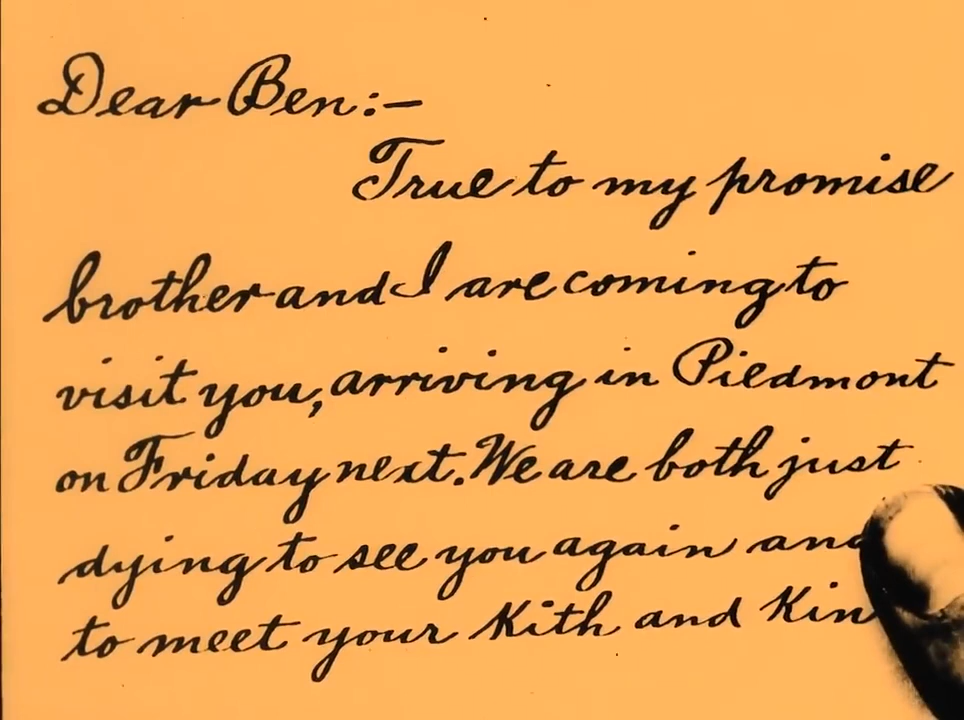 Dear Ben:—
True to my promise
brother and I are coming to
visit you, arriving in Piedmont
on Friday next. We are both just
dying to see you again and
to meet your Kith and Kin